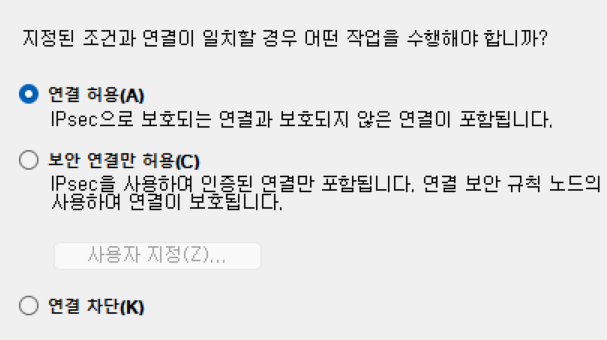 지정된 조건과 연결이 일치할 경우 어떤 작업을 수행해야 합니까?
연결 허용(A)
IPsec으로 보호되는 연결과 보호되지 않은 연결이 포함됩니다.
보안 연결만 허용(C)
IPsec을 사용하여 인증된 연결만 포함됩니다. 연결 보안 규칙 노드의
사용하여 연결이 보호됩니다.
사용자 지정(Z)...
연결 차단(K)